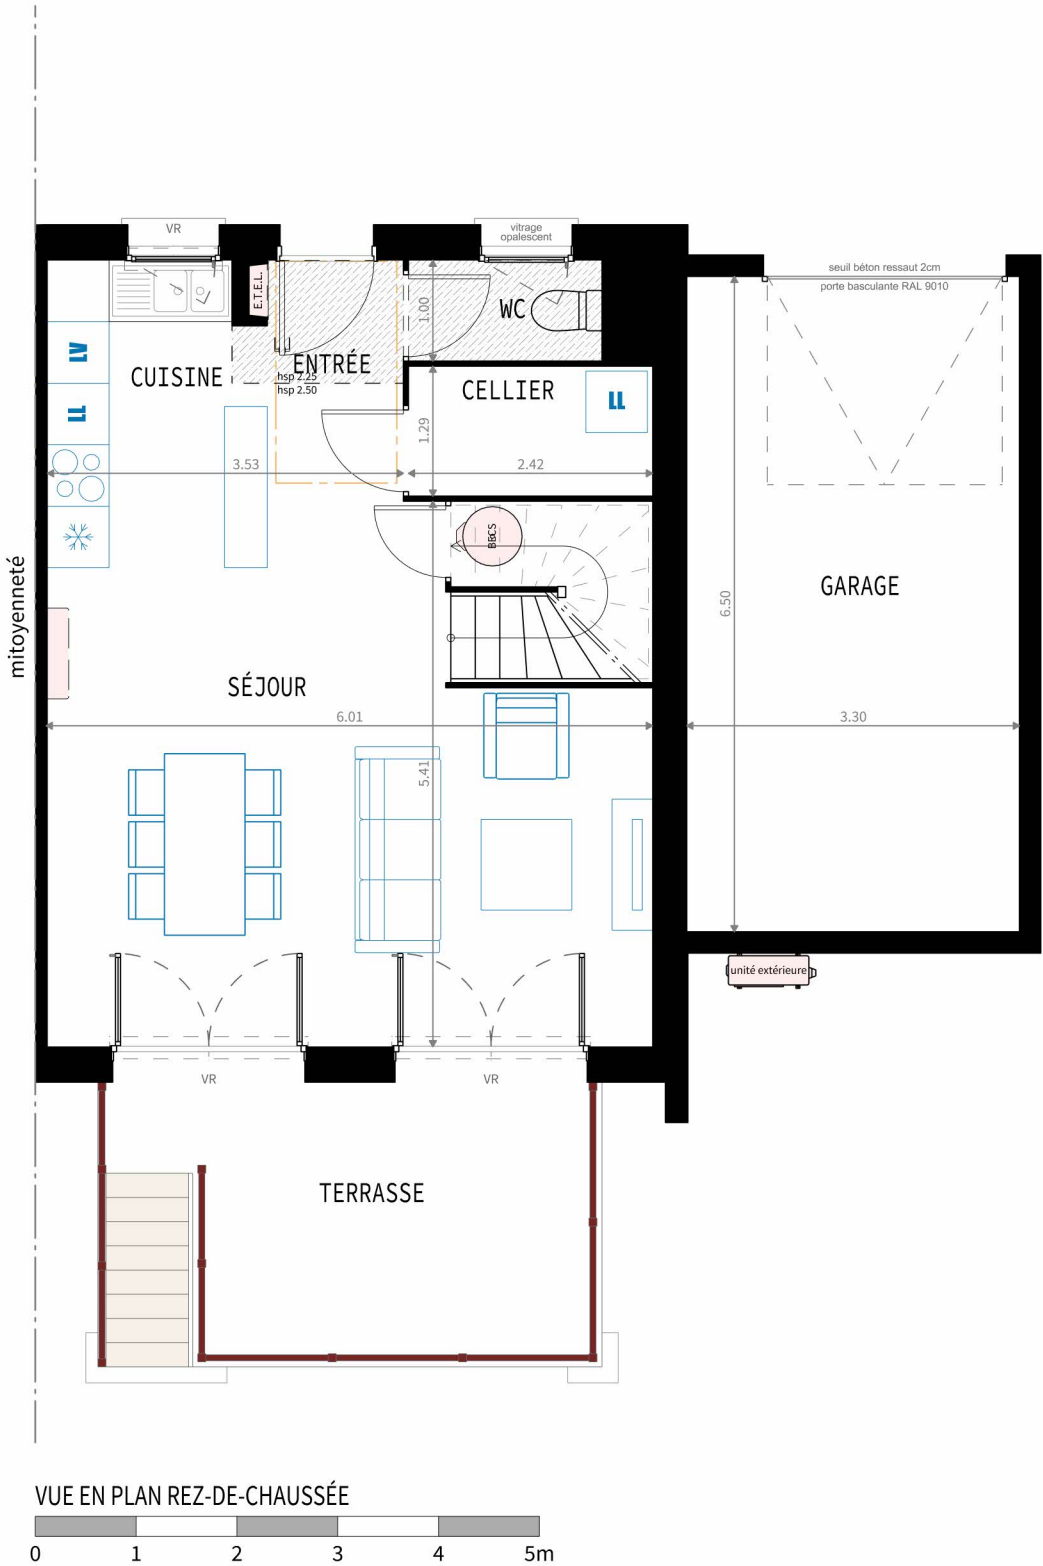 VR
vitrage
opalescent
seuil béton ressaut 2cm
porte basculante RAL 9010
E.T.E.L.
1.00
WC
LV
CUISINE
ENTRÉE
hsp 2.25
hsp 2.50
CELLIER
LL
LL
1.29
3.53
2.42
mitoyenneté
GARAGE
6.50
SÉJOUR
6.01
3.30
5.41
unité extérieure
VR
VR
TERRASSE
VUE EN PLAN REZ-DE-CHAUSSÉE
0 1 2 3 4 5m